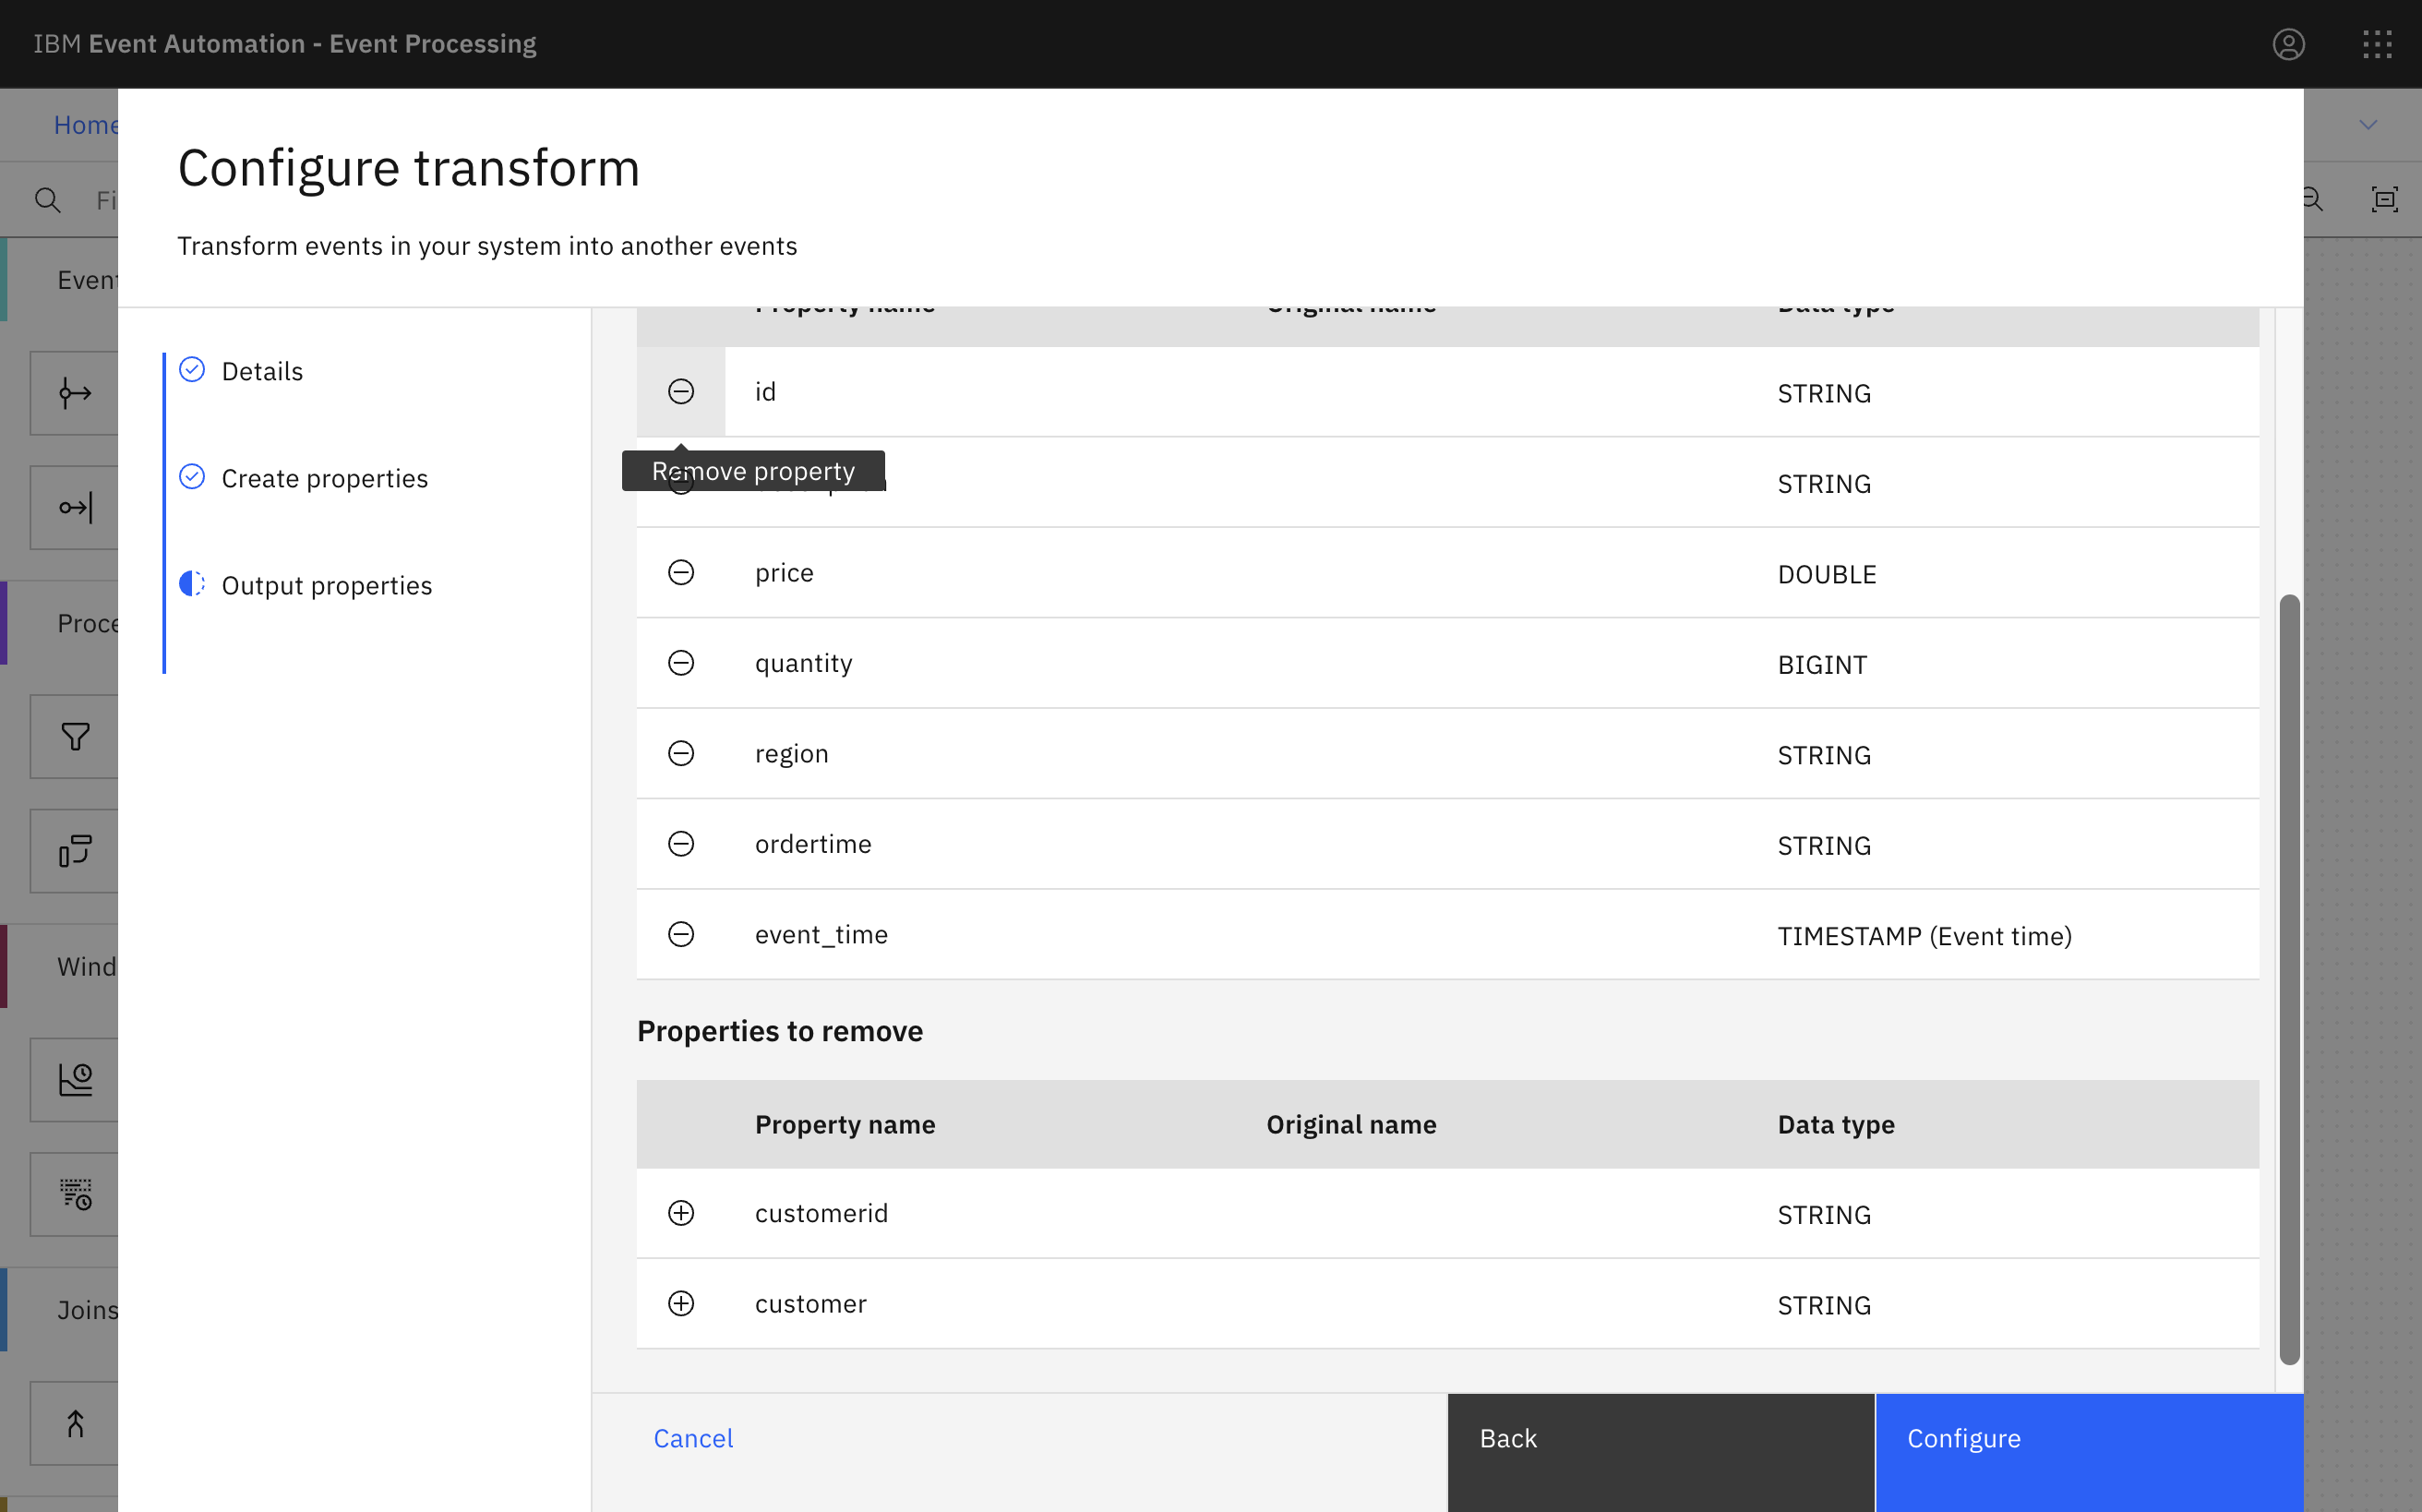 IBM Event Automation - Event Processing
Home
Configure transform
Transform events in your system into another events
Fi
Event
Proce
Wind
Joins
Details
Create properties
Output properties
Property name Original name Data type
id STRING
Remove property
STRING
price DOUBLE
quantity BIGINT
region STRING
ordertime STRING
event_time TIMESTAMP (Event time)
Properties to remove
Property name Original name Data type
customerid STRING
customer STRING
Cancel
Back
Configure